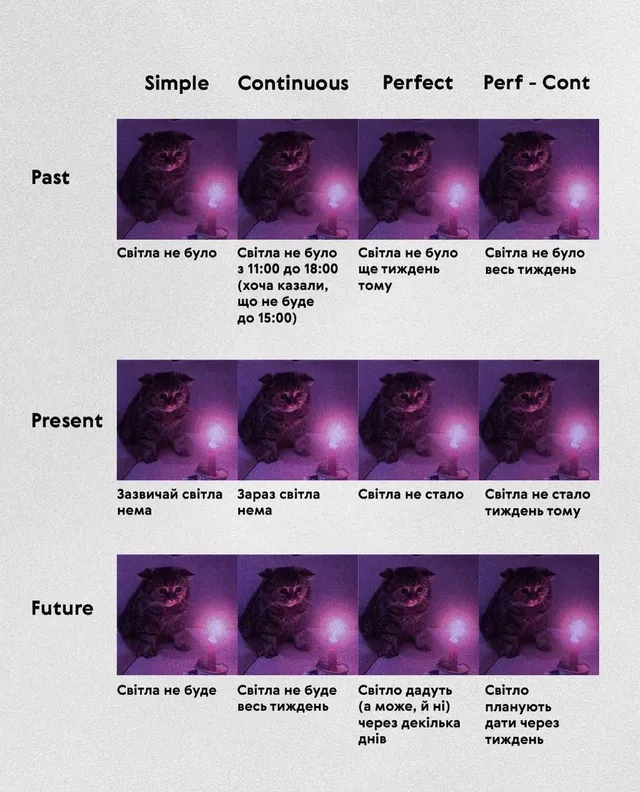 Simple Continuous Perfect Perf - Cont
Past
Світла не було
Світла не було
з 11:00 до 18:00
(хоча казали,
що не буде
до 15:00)
Світла не було
ще тиждень
тому
Світла не було
весь тиждень
Present
Зазвичай світла
нема
Зараз світла
нема
Світла не стало
Світла не стало
тиждень тому
Future
Світла не буде
Світла не буде
весь тиждень
Світло дадуть
(а може, й ні)
через декілька
днів
Світло
планують
дати через
тиждень